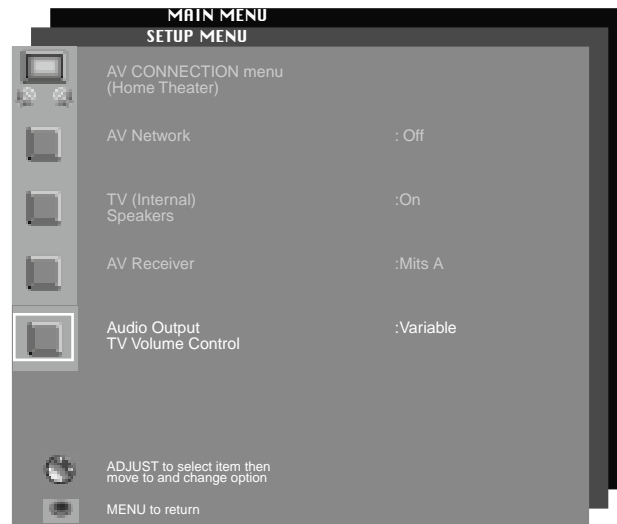 MAIN MENU
SETUP MENU
AV CONNECTION menu
(Home Theater)
AV Network : Off
TV (Internal) :On
Speakers
AV Receiver :Mits A
Audio Output :Variable
TV Volume Control
ADJUST to select item then
move to and change option
MENU to return